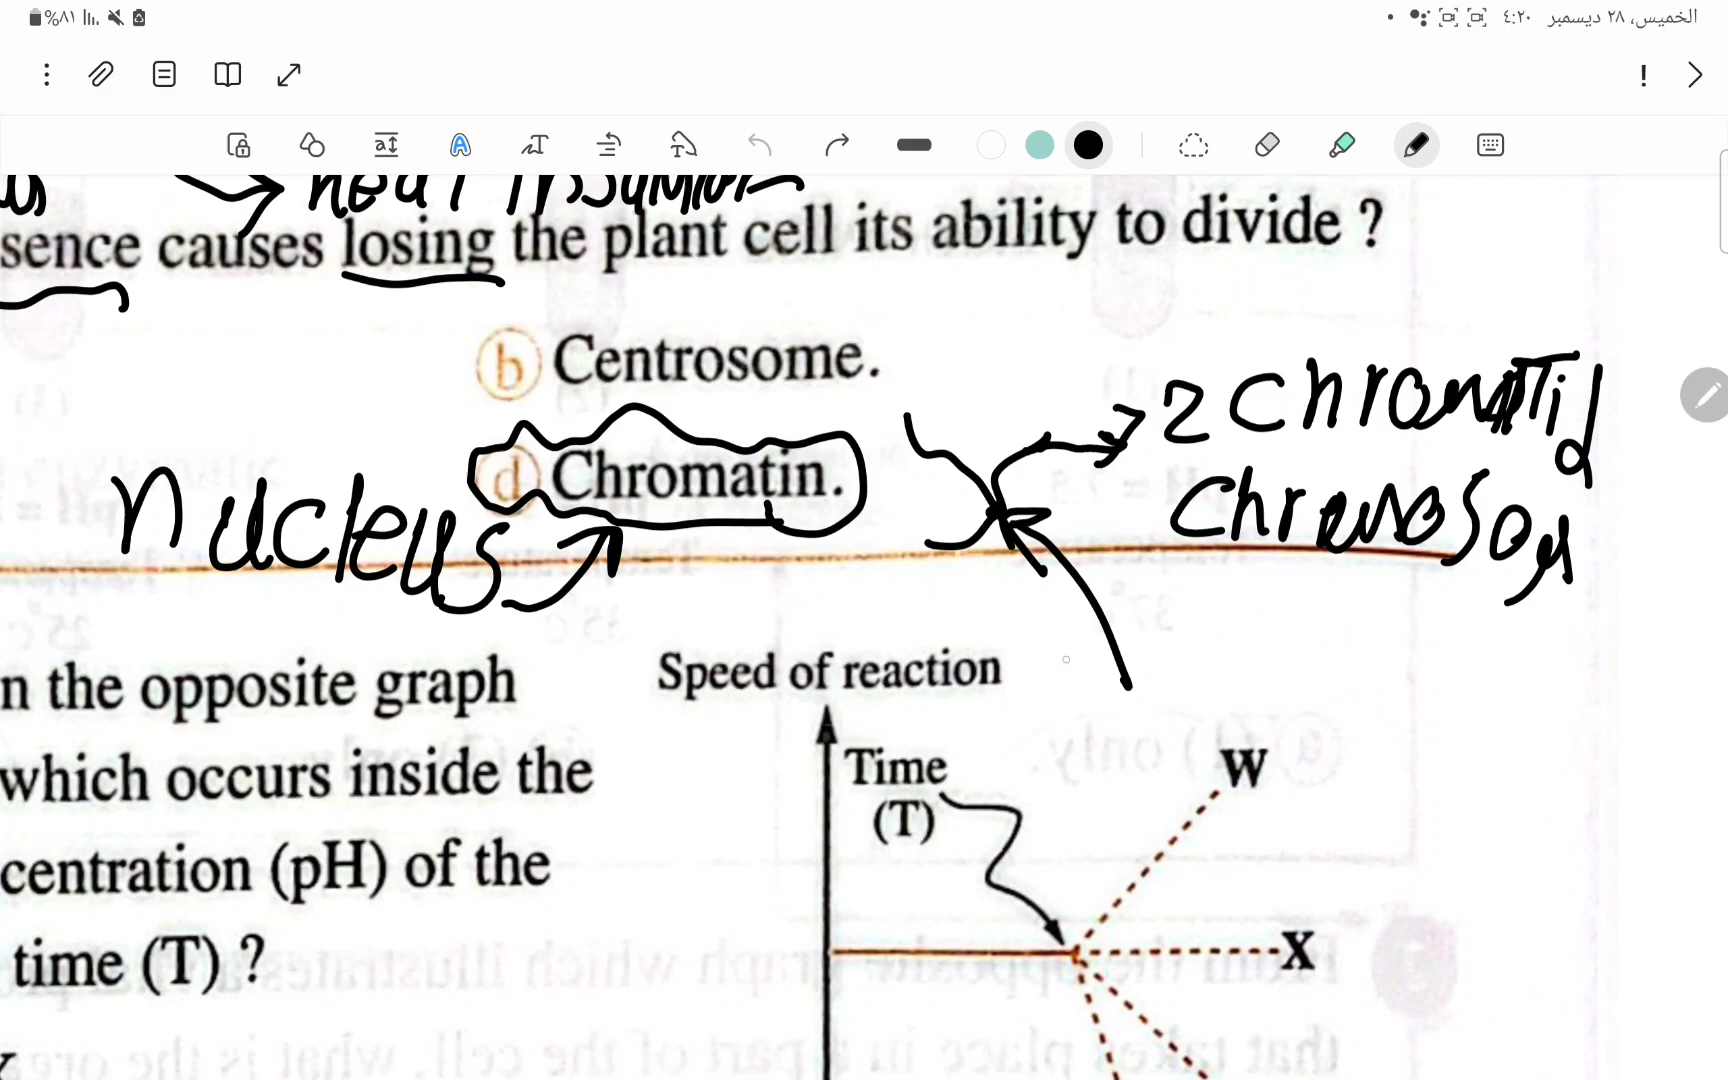 %٨١
الخميس، ٢٨ ديسمبر ٤:٢٠
sence causes losing the plant cell its ability to divide ?
b Centrosome.
d Chromatin.
2 chromatid
nucleus
n the opposite graph
Speed of reaction
which occurs inside the
Time
(T)
W
centration (pH) of the
time (T) ?
X